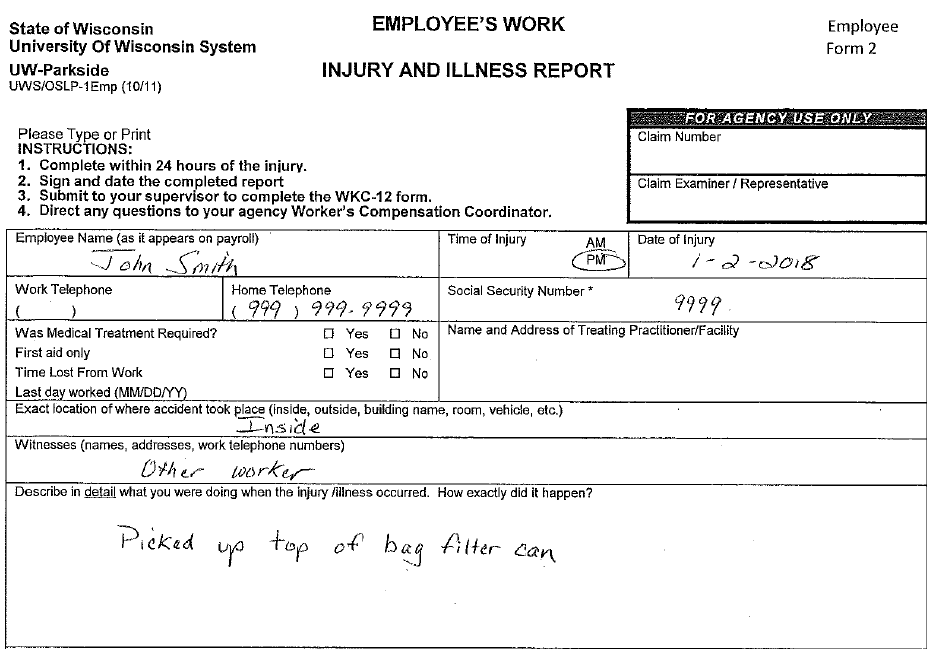 State of Wisconsin
University Of Wisconsin System
UW-Parkside
UWS/OSLP-1Emp (10/11)
EMPLOYEE'S WORK
INJURY AND ILLNESS REPORT
Employee
Form 2
Please Type or Print
INSTRUCTIONS:
1. Complete within 24 hours of the injury.
2. Sign and date the completed report
3. Submit to your supervisor to complete the WKC-12 form.
4. Direct any questions to your agency Worker's Compensation Coordinator.
FOR AGENCY USE ONLY
Claim Number
Claim Examiner / Representative
Employee Name (as it appears on payroll)
John Smith
Time of Injury
AM
PM
Date of Injury
1-2-2018
Work Telephone
( )
Home Telephone
(999) 999-9999
Social Security Number *
9999
Was Medical Treatment Required? ☐ Yes ☐ No
First aid only ☐ Yes ☐ No
Time Lost From Work ☐ Yes ☐ No
Last day worked (MM/DD/YY)
Name and Address of Treating Practitioner/Facility
Exact location of where accident took place (inside, outside, building name, room, vehicle, etc.)
Inside
Witnesses (names, addresses, work telephone numbers)
Other worker
Describe in detail what you were doing when the injury /illness occurred. How exactly did it happen?
Picked up top of bag filter can